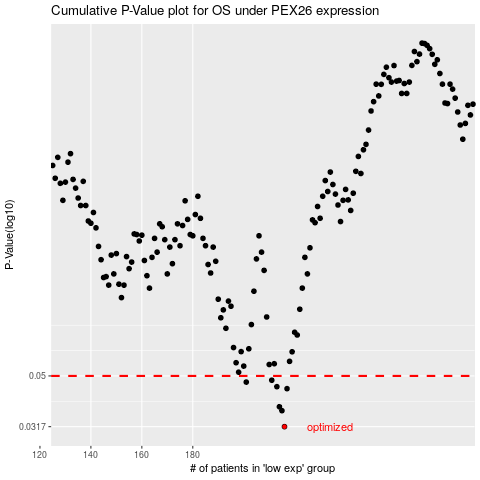 Cumulative P-Value plot for OS under PEX26 expression
P-Value(log10)
0.05
0.0317
optimized
120 140 160 180
# of patients in 'low exp' group